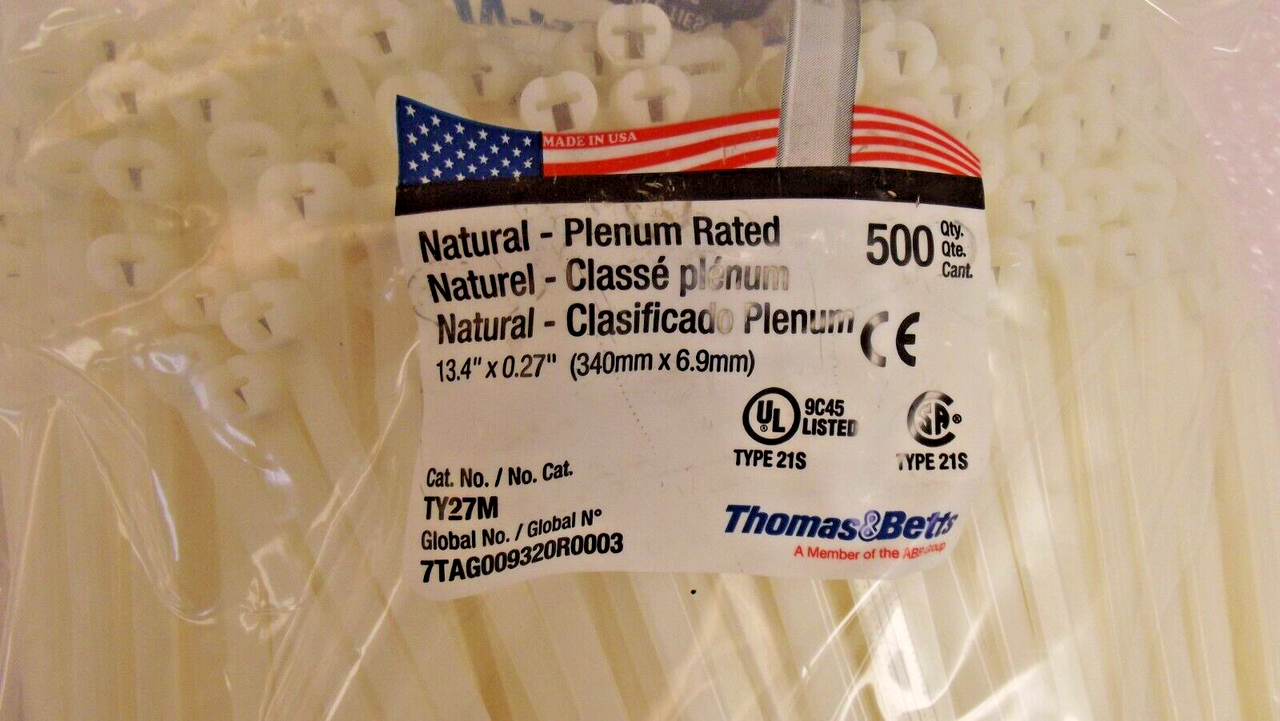 MADE IN USA
Natural - Plenum Rated
Naturel - Classé plénum
Natural - Clasificado Plenum
13.4" x 0.27" (340mm x 6.9mm)
500 Qty.
Qte.
Cant.
CE
UL
®
9C45
LISTED
TYPE 21S
SA ®
TYPE 21S
Cat. No. / No. Cat.
TY27M
Global No. / Global N°
7TAG009320R0003
Thomas&Betts
A Member of the ABB Group